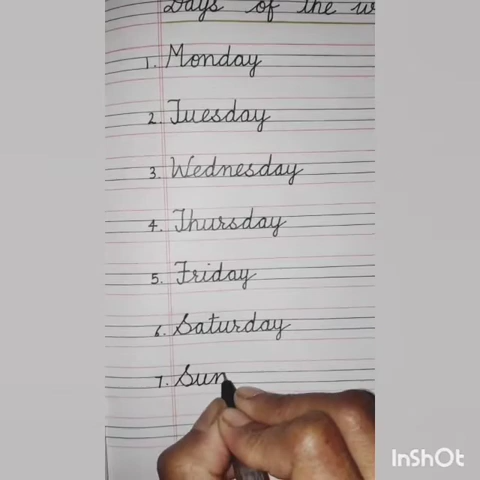 Days of the w
1. Monday
2. Tuesday
3. Wednesday
4. Thursday
5. Friday
6. Saturday
7. Sun
InShOt